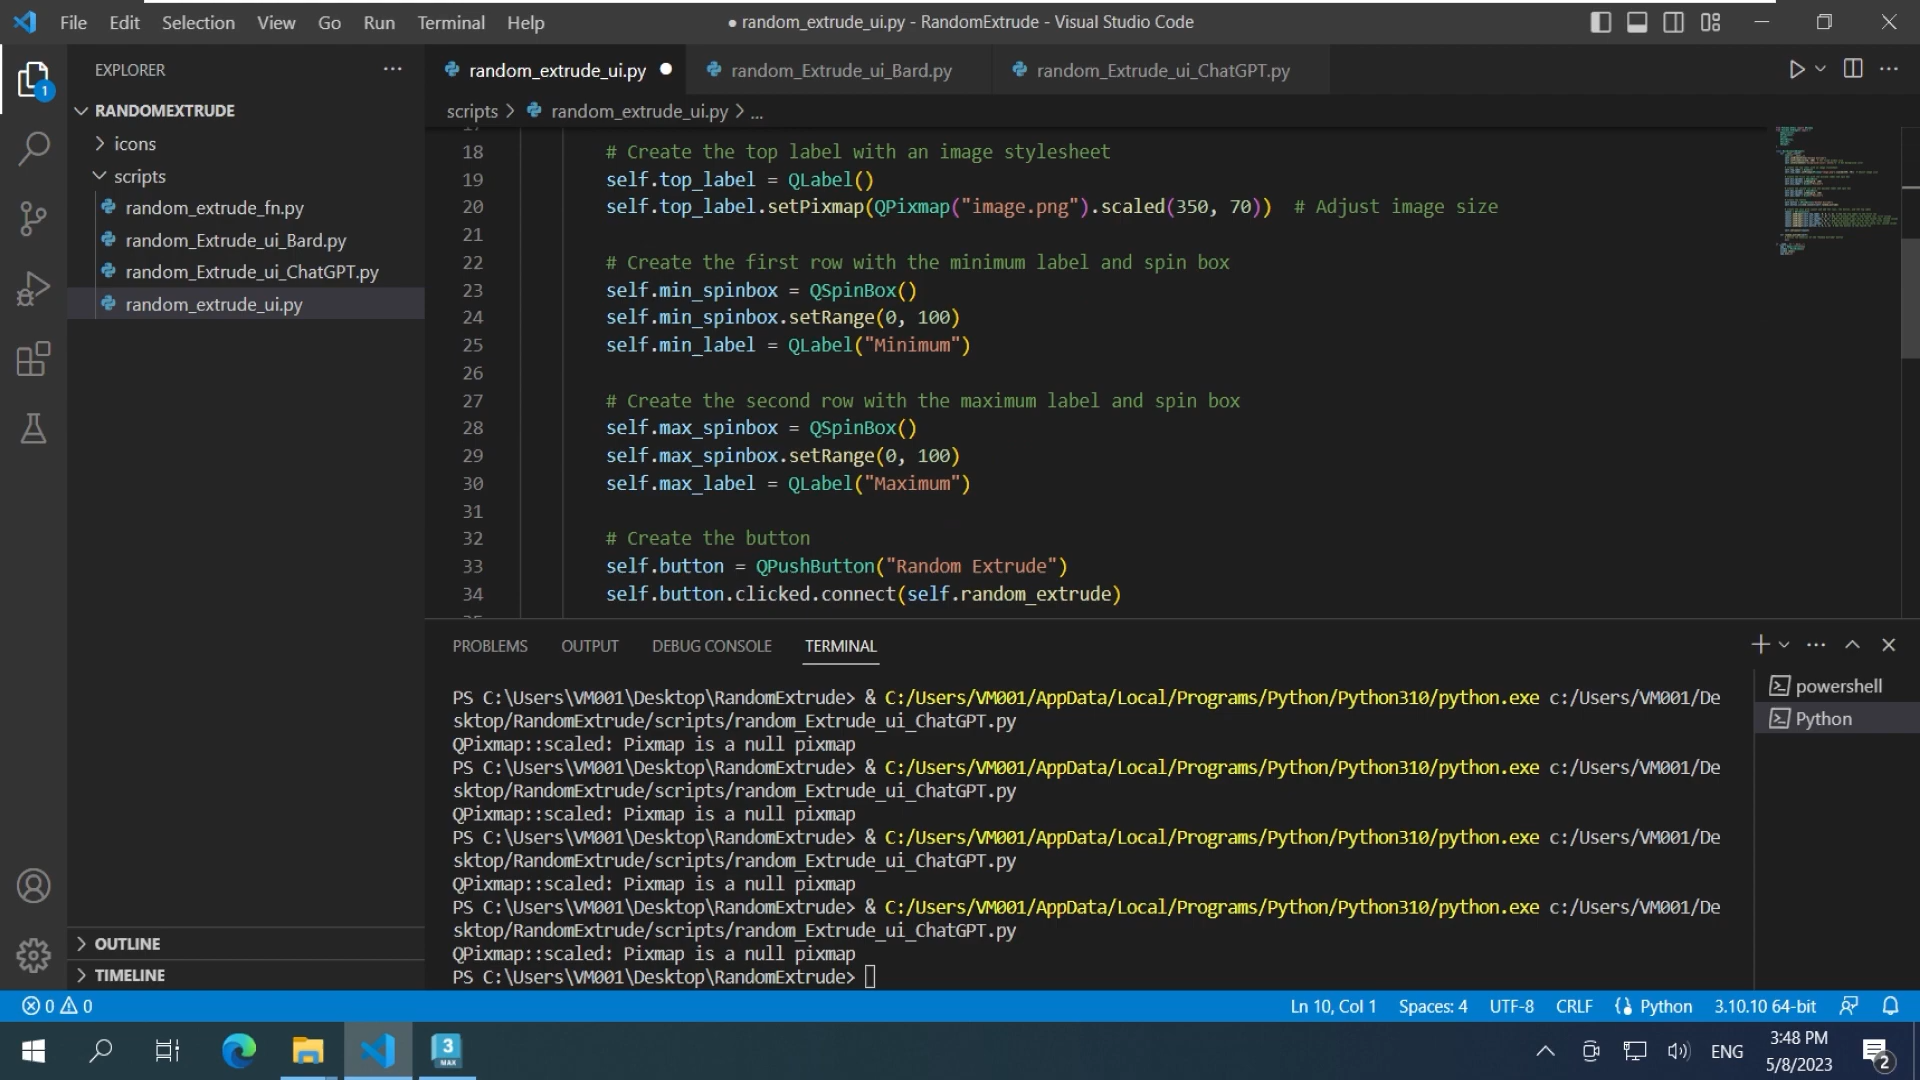 File Edit Selection View Go Run Terminal Help
● random_extrude_ui.py - RandomExtrude - Visual Studio Code
EXPLORER
1
RANDOMEXTRUDE
icons
scripts
random_extrude_fn.py
random_Extrude_ui_Bard.py
random_Extrude_ui_ChatGPT.py
random_extrude_ui.py
OUTLINE
TIMELINE
random_extrude_ui.py ● random_Extrude_ui_Bard.py random_Extrude_ui_ChatGPT.py
scripts > random_extrude_ui.py > ...
18 # Create the top label with an image stylesheet
19 self.top_label = QLabel()
20 self.top_label.setPixmap(QPixmap("image.png").scaled(350, 70)) # Adjust image size
21
22 # Create the first row with the minimum label and spin box
23 self.min_spinbox = QSpinBox()
24 self.min_spinbox.setRange(0, 100)
25 self.min_label = QLabel("Minimum")
26
27 # Create the second row with the maximum label and spin box
28 self.max_spinbox = QSpinBox()
29 self.max_spinbox.setRange(0, 100)
30 self.max_label = QLabel("Maximum")
31
32 # Create the button
33 self.button = QPushButton("Random Extrude")
34 self.button.clicked.connect(self.random_extrude)
PROBLEMS OUTPUT DEBUG CONSOLE TERMINAL
PS C:\Users\VM001\Desktop\RandomExtrude> & C:/Users/VM001/AppData/Local/Programs/Python/Python310/python.exe c:/Users/VM001/De
sktop/RandomExtrude/scripts/random_Extrude_ui_ChatGPT.py
QPixmap::scaled: Pixmap is a null pixmap
PS C:\Users\VM001\Desktop\RandomExtrude> & C:/Users/VM001/AppData/Local/Programs/Python/Python310/python.exe c:/Users/VM001/De
sktop/RandomExtrude/scripts/random_Extrude_ui_ChatGPT.py
QPixmap::scaled: Pixmap is a null pixmap
PS C:\Users\VM001\Desktop\RandomExtrude> & C:/Users/VM001/AppData/Local/Programs/Python/Python310/python.exe c:/Users/VM001/De
sktop/RandomExtrude/scripts/random_Extrude_ui_ChatGPT.py
QPixmap::scaled: Pixmap is a null pixmap
PS C:\Users\VM001\Desktop\RandomExtrude> & C:/Users/VM001/AppData/Local/Programs/Python/Python310/python.exe c:/Users/VM001/De
sktop/RandomExtrude/scripts/random_Extrude_ui_ChatGPT.py
QPixmap::scaled: Pixmap is a null pixmap
PS C:\Users\VM001\Desktop\RandomExtrude>
powershell
Python
0 0
Ln 10, Col 1 Spaces: 4 UTF-8 CRLF Python 3.10.10 64-bit
3
MAX
ENG
3:48 PM
5/8/2023
2